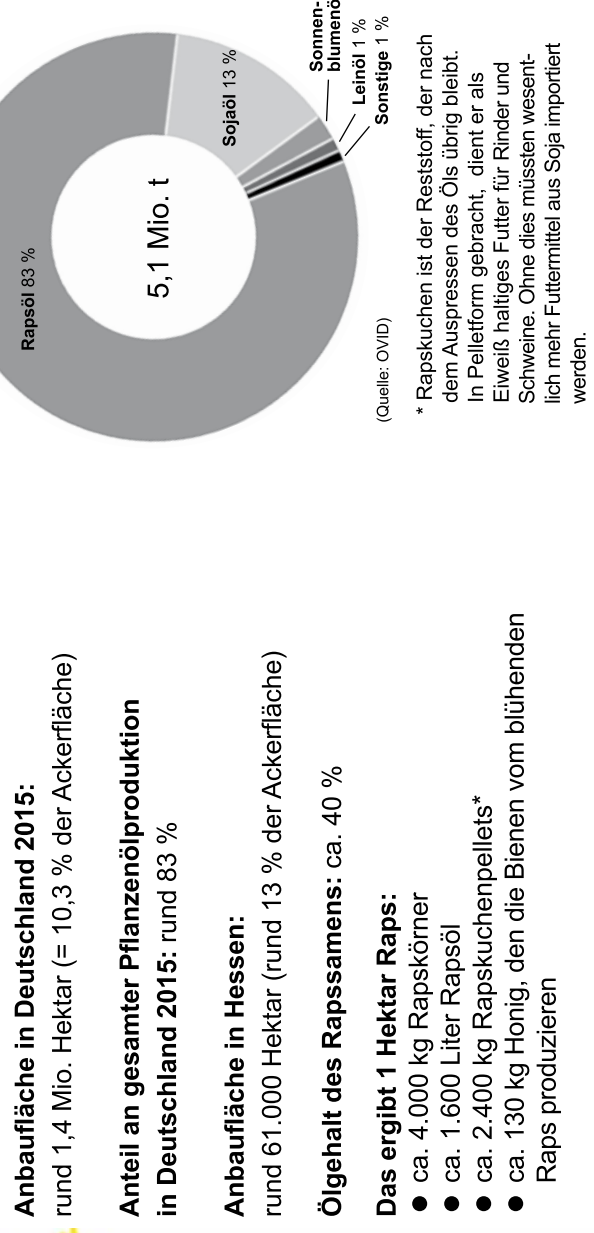 Anbaufläche in Deutschland 2015:
rund 1,4 Mio. Hektar (= 10,3 % der Ackerfläche)
Anteil an gesamter Pflanzenölproduktion
in Deutschland 2015: rund 83 %
Anbaufläche in Hessen:
rund 61.000 Hektar (rund 13 % der Ackerfläche)
Ölgehalt des Rapssamens: ca. 40 %
Das ergibt 1 Hektar Raps:
● ca. 4.000 kg Rapskörner
● ca. 1.600 Liter Rapsöl
● ca. 2.400 kg Rapskuchenpellets*
● ca. 130 kg Honig, den die Bienen vom blühenden
Raps produzieren
Rapsöl 83 %
5,1 Mio. t
Sojaöl 13 %
Sonnen-
blumenö
Leinöl 1 %
Sonstige 1 %
(Quelle: OVID)
* Rapskuchen ist der Reststoff, der nach
dem Auspressen des Öls übrig bleibt.
In Pelletform gebracht, dient er als
Eiweiß haltiges Futter für Rinder und
Schweine. Ohne dies müssten wesent-
lich mehr Futtermittel aus Soja importiert
werden.